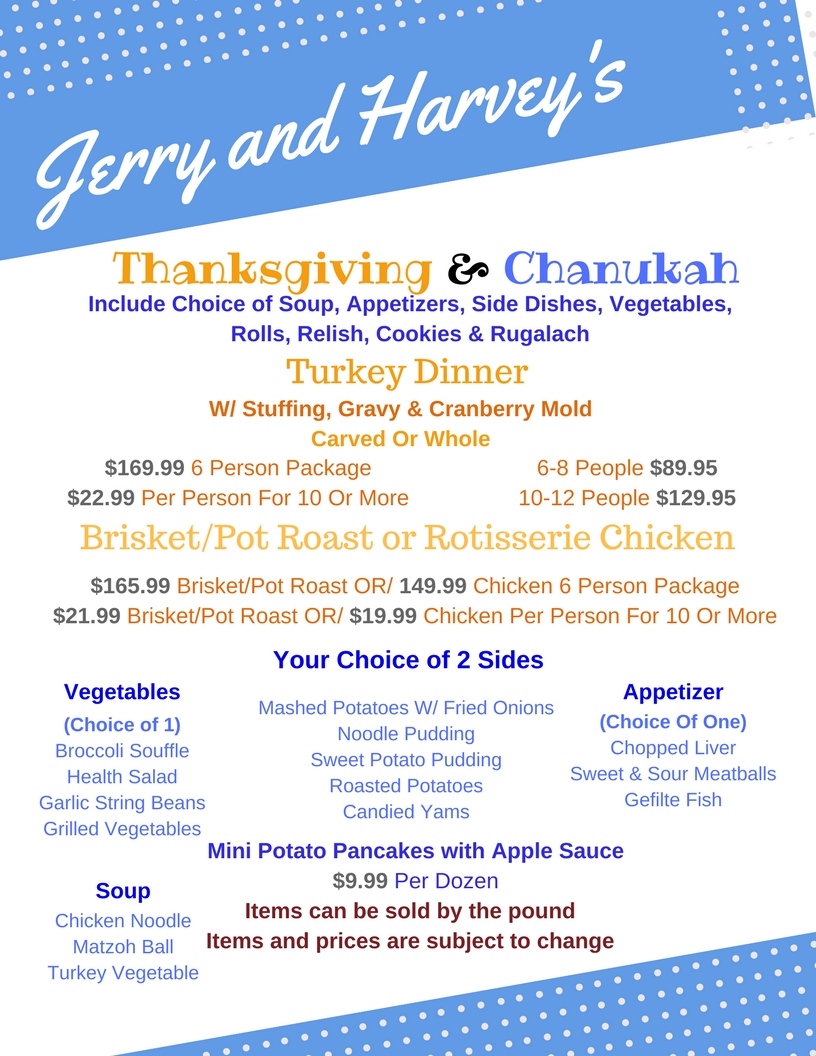 Jerry and Harvey's
Thanksgiving & Chanukah
Include Choice of Soup, Appetizers, Side Dishes, Vegetables,
Rolls, Relish, Cookies & Rugalach
Turkey Dinner
W/ Stuffing, Gravy & Cranberry Mold
Carved Or Whole
$169.99 6 Person Package
$22.99 Per Person For 10 Or More
6-8 People $89.95
10-12 People $129.95
Brisket/Pot Roast or Rotisserie Chicken
$165.99 Brisket/Pot Roast OR/ 149.99 Chicken 6 Person Package
$21.99 Brisket/Pot Roast OR/ $19.99 Chicken Per Person For 10 Or More
Your Choice of 2 Sides
Mashed Potatoes W/ Fried Onions
Noodle Pudding
Sweet Potato Pudding
Roasted Potatoes
Candied Yams
Vegetables
(Choice of 1)
Broccoli Souffle
Health Salad
Garlic String Beans
Grilled Vegetables
Appetizer
(Choice Of One)
Chopped Liver
Sweet & Sour Meatballs
Gefilte Fish
Mini Potato Pancakes with Apple Sauce
$9.99 Per Dozen
Items can be sold by the pound
Items and prices are subject to change
Soup
Chicken Noodle
Matzoh Ball
Turkey Vegetable